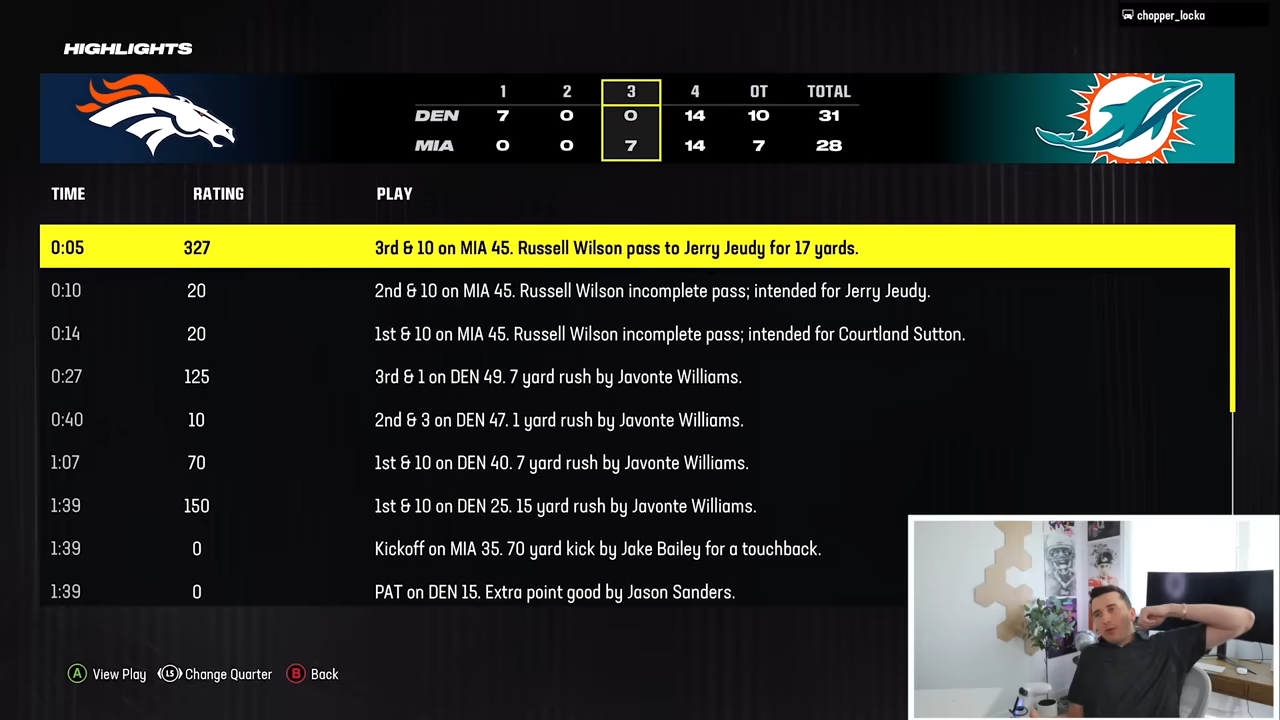 chopper_locka
HIGHLIGHTS
1 2 3 4 OT TOTAL
DEN 7 0 0 14 10 31
MIA 0 0 7 14 7 28
TIME RATING PLAY
0:05 327 3rd & 10 on MIA 45. Russell Wilson pass to Jerry Jeudy for 17 yards.
0:10 20 2nd & 10 on MIA 45. Russell Wilson incomplete pass; intended for Jerry Jeudy.
0:14 20 1st & 10 on MIA 45. Russell Wilson incomplete pass; intended for Courtland Sutton.
0:27 125 3rd & 1 on DEN 49. 7 yard rush by Javonte Williams.
0:40 10 2nd & 3 on DEN 47. 1 yard rush by Javonte Williams.
1:07 70 1st & 10 on DEN 40. 7 yard rush by Javonte Williams.
1:39 150 1st & 10 on DEN 25. 15 yard rush by Javonte Williams.
1:39 0 Kickoff on MIA 35. 70 yard kick by Jake Bailey for a touchback.
1:39 0 PAT on DEN 15. Extra point good by Jason Sanders.
A View Play LS Change Quarter B Back